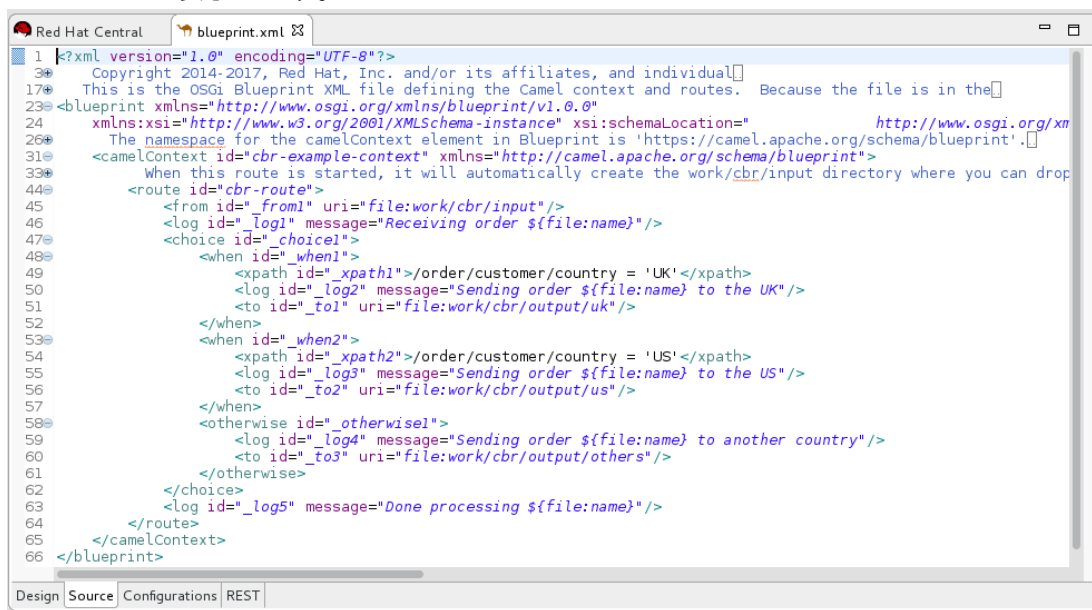 Red Hat Central
blueprint.xml
1 <?xml version="1.0" encoding="UTF-8"?>
3 Copyright 2014-2017, Red Hat, Inc. and/or its affiliates, and individual
17 This is the OSGi Blueprint XML file defining the Camel context and routes.  Because the file is in the
23 <blueprint xmlns="http://www.osgi.org/xmlns/blueprint/v1.0.0"
24 xmlns:xsi="http://www.w3.org/2001/XMLSchema-instance" xsi:schemaLocation=" http://www.osgi.org/xm
26 The namespace for the camelContext element in Blueprint is 'https://camel.apache.org/schema/blueprint'.
31 <camelContext id="cbr-example-context" xmlns="http://camel.apache.org/schema/blueprint">
33 When this route is started, it will automatically create the work/cbr/input directory where you can drop
44 <route id="cbr-route">
45 <from id="_from1" uri="file:work/cbr/input"/>
46 <log id="_log1" message="Receiving order ${file:name}"/>
47 <choice id="_choice1">
48 <when id="_when1">
49 <xpath id="_xpath1">/order/customer/country = 'UK'</xpath>
50 <log id="_log2" message="Sending order ${file:name} to the UK"/>
51 <to id="_to1" uri="file:work/cbr/output/uk"/>
52 </when>
53 <when id="_when2">
54 <xpath id="_xpath2">/order/customer/country = 'US'</xpath>
55 <log id="_log3" message="Sending order ${file:name} to the US"/>
56 <to id="_to2" uri="file:work/cbr/output/us"/>
57 </when>
58 <otherwise id="_otherwise1">
59 <log id="_log4" message="Sending order ${file:name} to another country"/>
60 <to id="_to3" uri="file:work/cbr/output/others"/>
61 </otherwise>
62 </choice>
63 <log id="_log5" message="Done processing ${file:name}"/>
64 </route>
65 </camelContext>
66 </blueprint>
Design Source Configurations REST